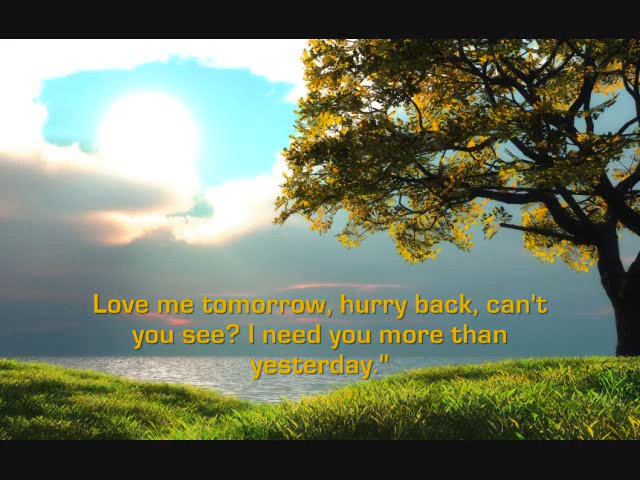 Love me tomorrow, hurry back, can't
you see? I need you more than
yesterday."